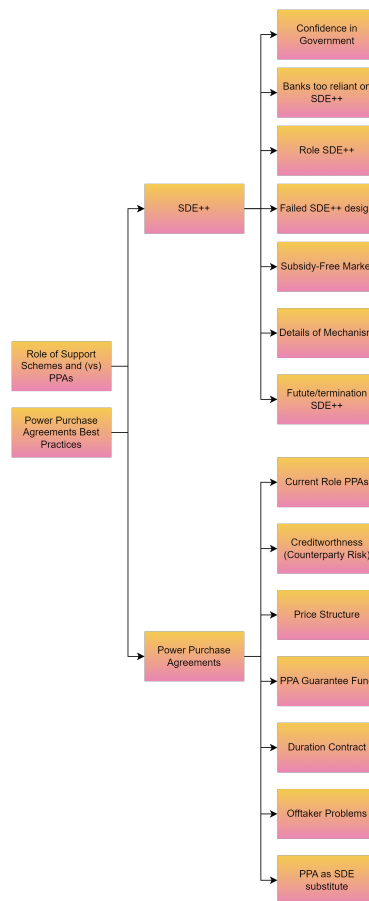 Confidence in
Government
Banks too reliant on
SDE++
Role SDE++
SDE++
Failed SDE++ desig
Subsidy-Free Marke
Details of Mechanism
Role of Support
Schemes and (vs)
PPAs
Futute/termination
SDE++
Power Purchase
Agreements Best
Practices
Current Role PPAs
Creditworthness
(Counterparty Risk)
Price Structure
Power Purchase
Agreements
PPA Guarantee Fund
Duration Contract
Offtaker Problems
PPA as SDE
substitute